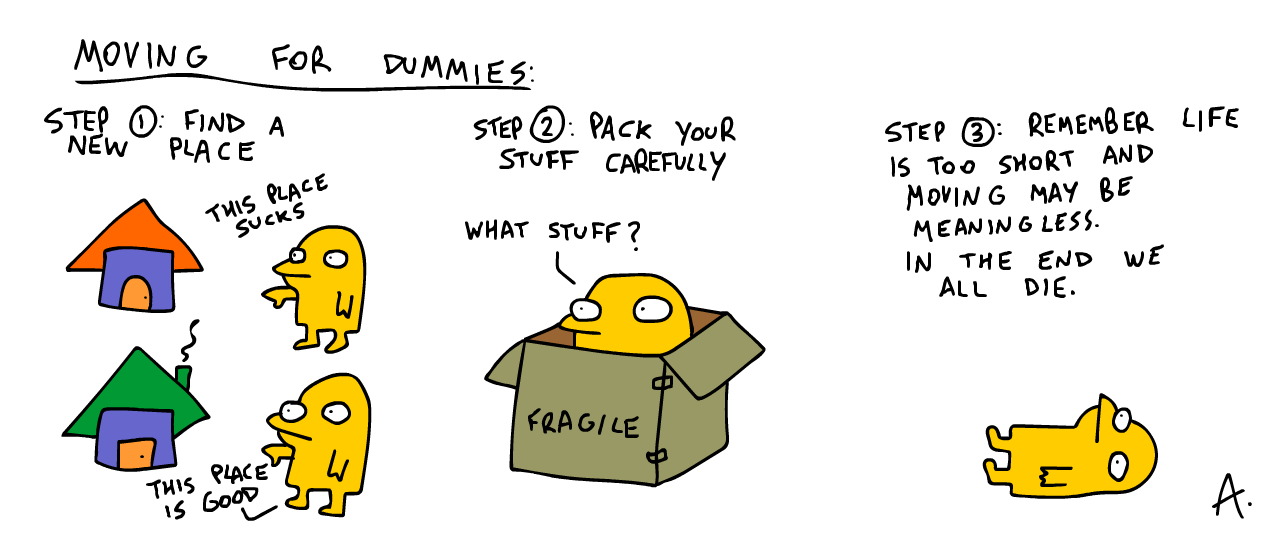 MOVING FOR DUMMIES:
STEP 1: FIND A
NEW PLACE
THIS PLACE
SUCKS
THIS PLACE
IS GOOD
STEP 2: PACK YOUR
STUFF CAREFULLY
WHAT STUFF?
FRAGILE
STEP 3: REMEMBER LIFE
IS TOO SHORT AND
MOVING MAY BE
MEANINGLESS.
IN THE END WE
ALL DIE.
A.